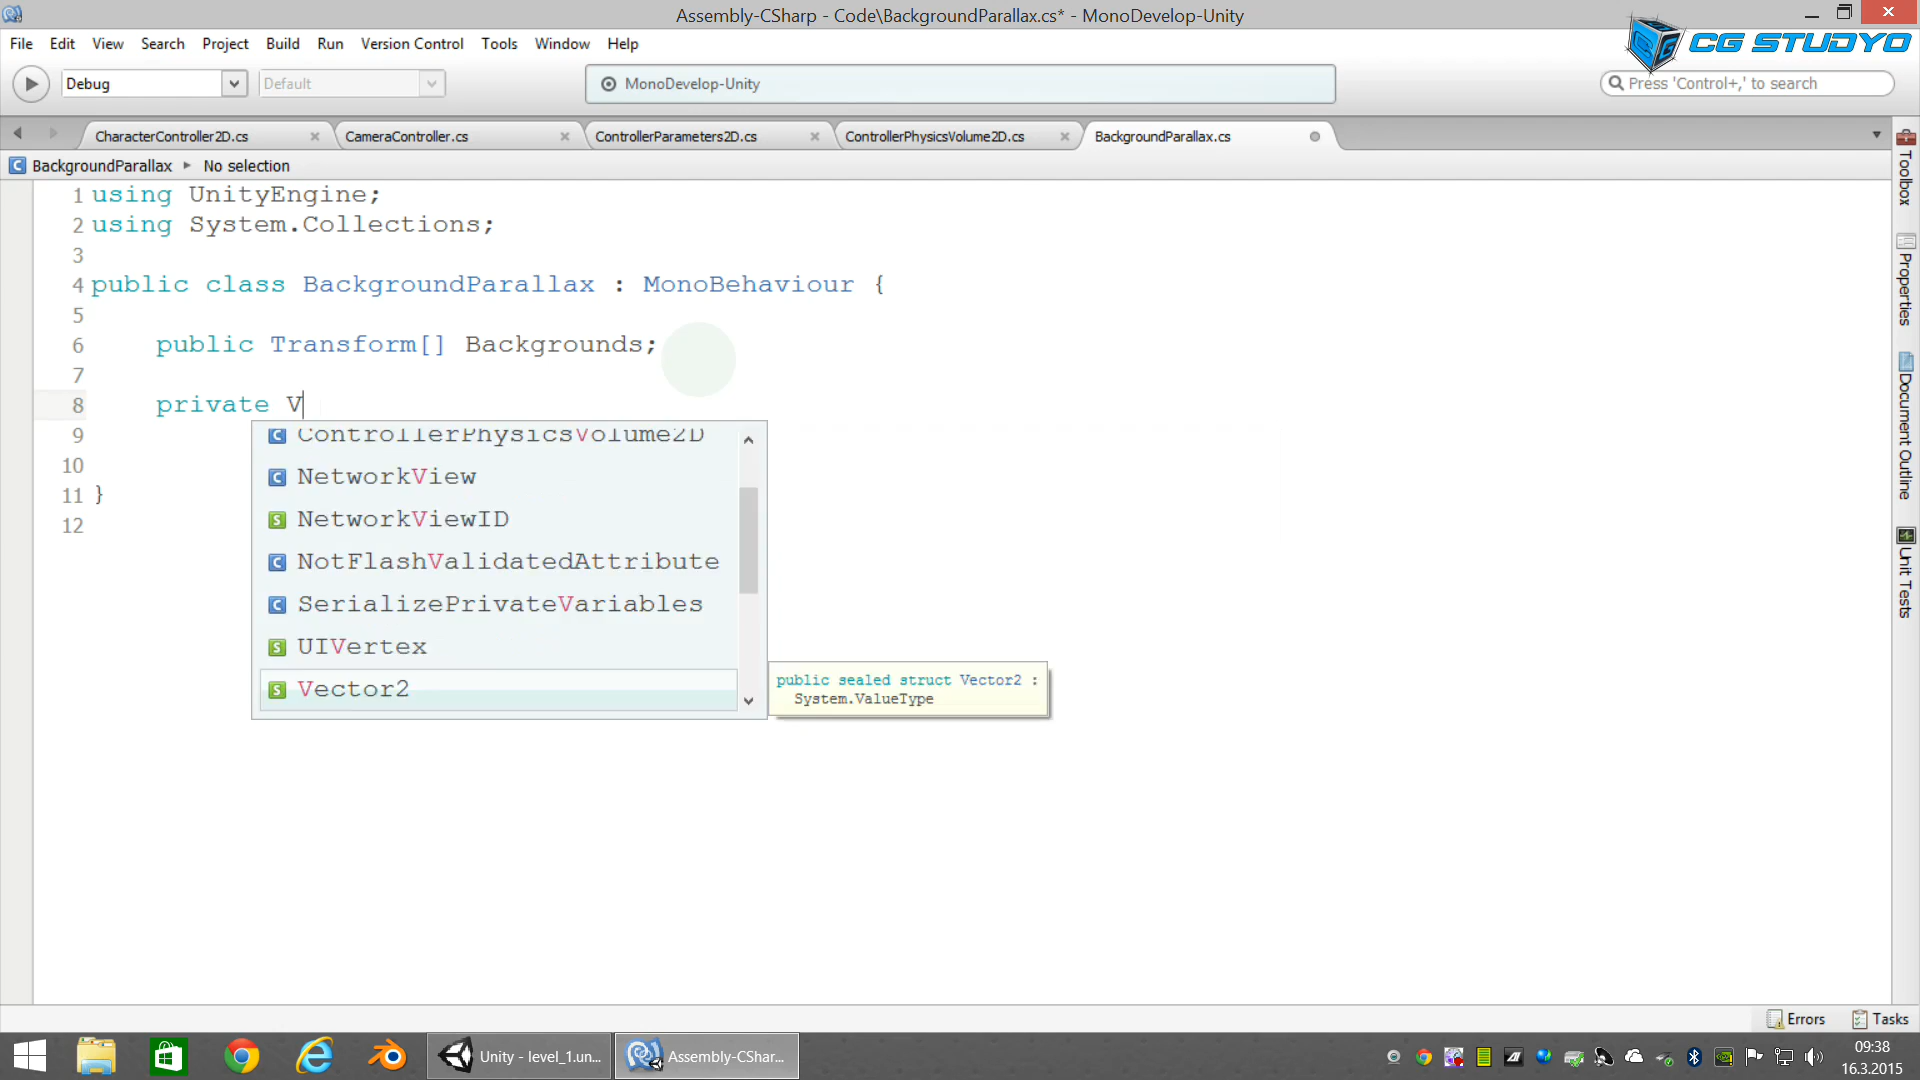 Assembly-CSharp - Code\BackgroundParallax.cs* - MonoDevelop-Unity
CG STUDYO
File Edit View Search Project Build Run Version Control Tools Window Help
Debug Default MonoDevelop-Unity Press 'Control+,' to search
CharacterController2D.cs CameraController.cs ControllerParameters2D.cs ControllerPhysicsVolume2D.cs BackgroundParallax.cs
BackgroundParallax No selection
1 using UnityEngine;
2 using System.Collections;
3
4 public class BackgroundParallax : MonoBehaviour {
5
6 public Transform[] Backgrounds;
7
8 private V
9
10
11 }
12
ControllerPhysicsVolume2D
NetworkView
NetworkViewID
NotFlashValidatedAttribute
SerializePrivateVariables
UIVertex
Vector2
public sealed struct Vector2 :
System.ValueType
Toolbox
Properties
Document Outline
Unit Tests
Errors Tasks
Unity - level_1.un... Assembly-CShar...
09:38
16.3.2015